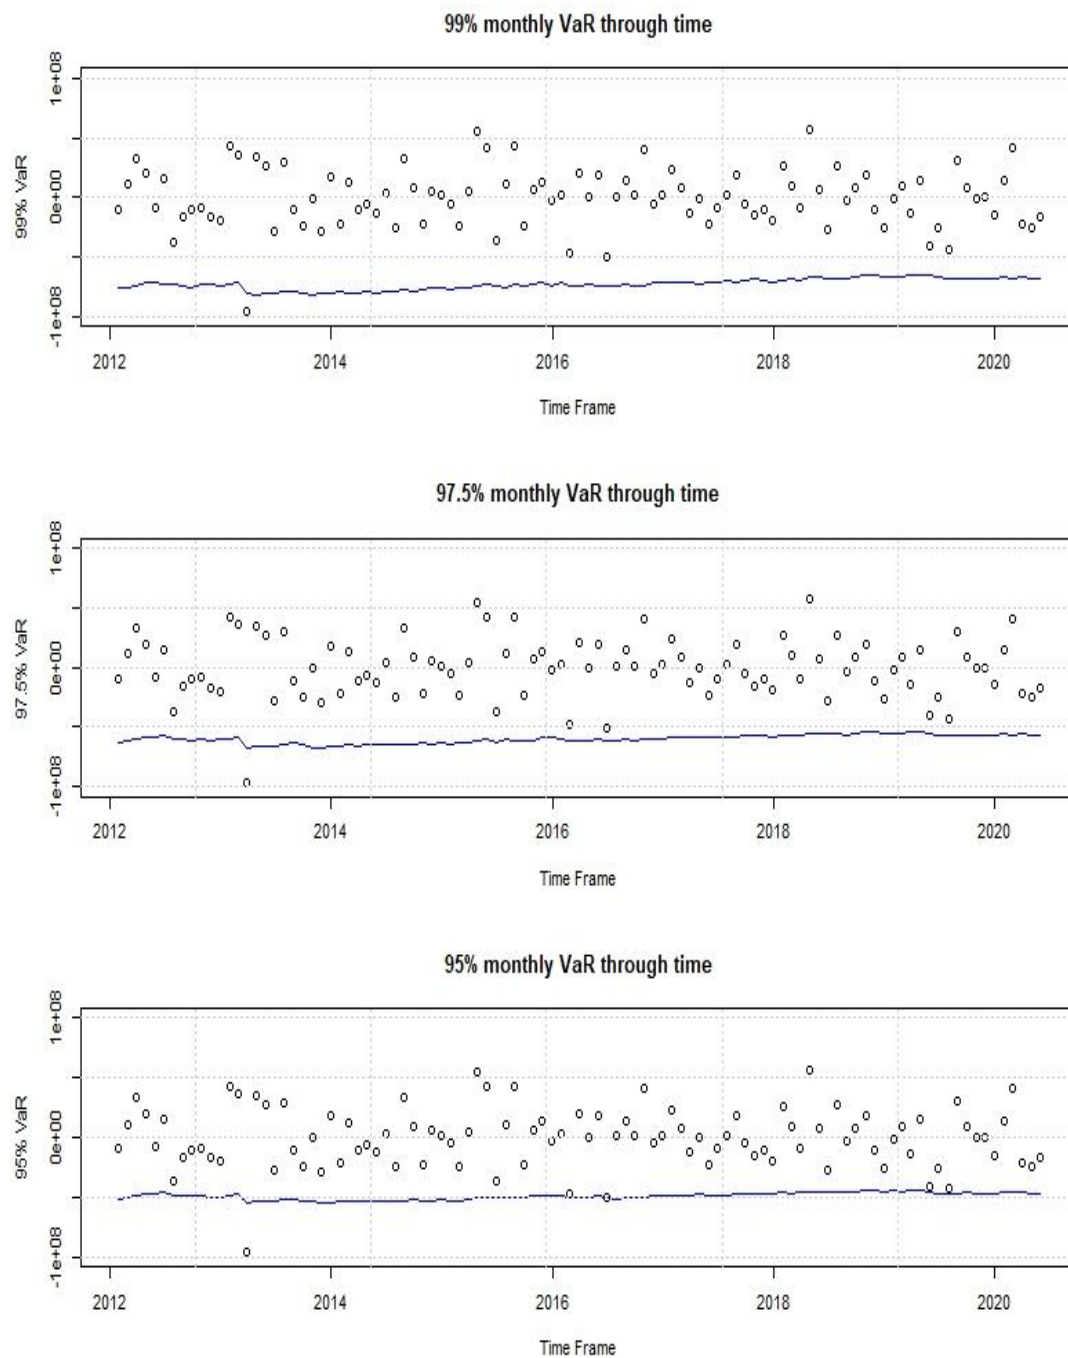 99% monthly VaR through time
1e+08
0e+00
-1e+08
99% VaR
2012 2014 2016 2018 2020
Time Frame
97.5% monthly VaR through time
1e+08
0e+00
-1e+08
97.5% VaR
2012 2014 2016 2018 2020
Time Frame
95% monthly VaR through time
1e+08
0e+00
-1e+08
95% VaR
2012 2014 2016 2018 2020
Time Frame